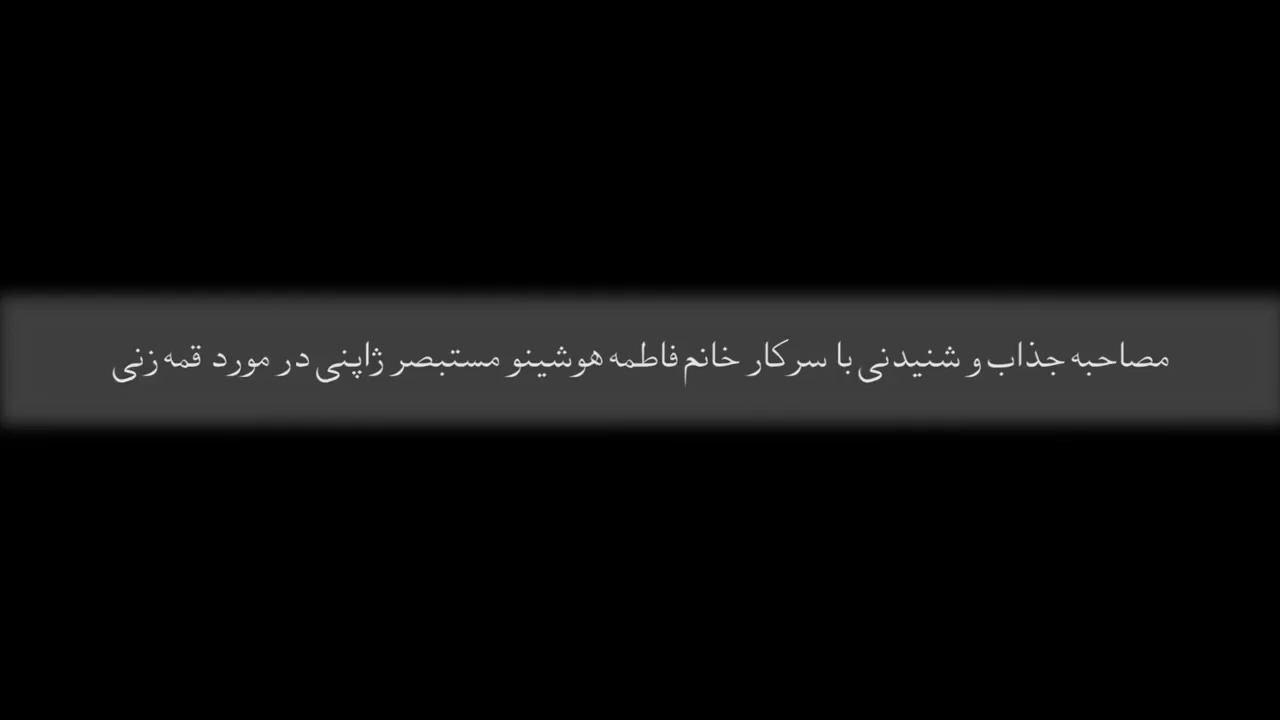 مصاحبه جذاب و شنیدنی با سرکار خانم فاطمه هوشینو مستبصر ژاپنی در مورد قمه زنی